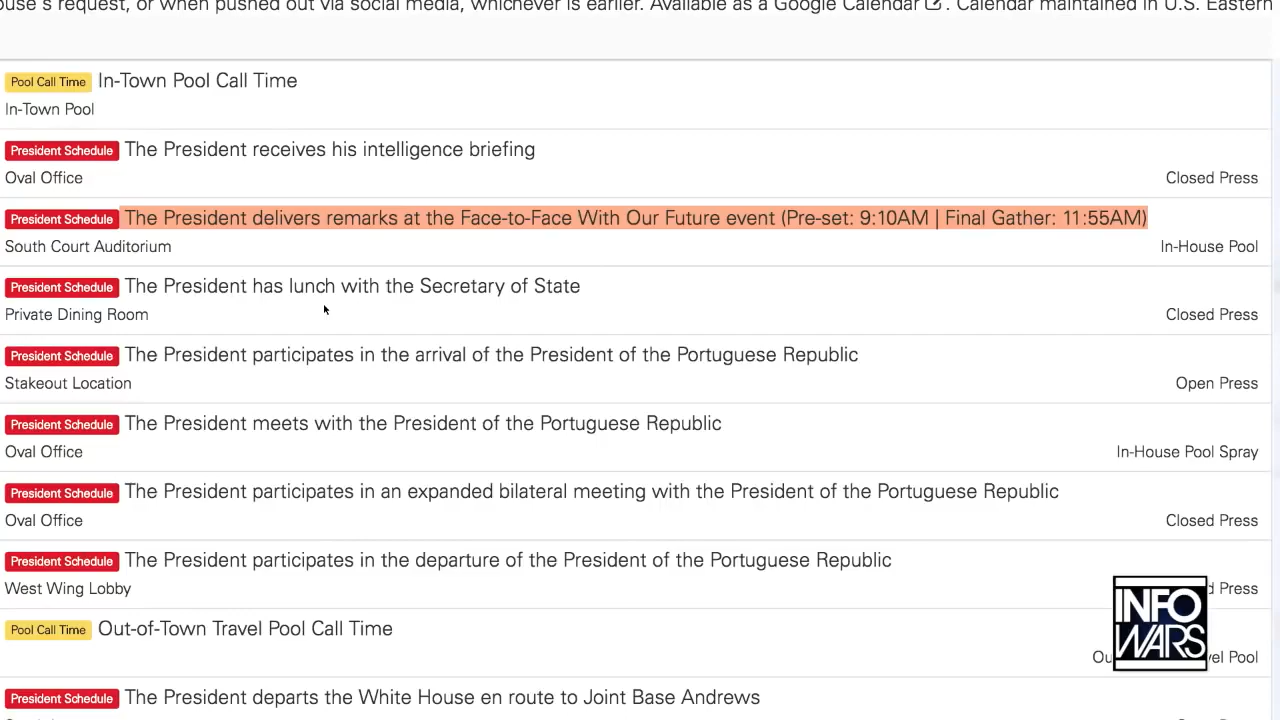 ouse's request, or when pushed out via social media, whichever is earlier. Available as a Google Calendar. Calendar maintained in U.S. Eastern
Pool Call Time In-Town Pool Call Time
In-Town Pool
President Schedule The President receives his intelligence briefing
Oval Office Closed Press
President Schedule The President delivers remarks at the Face-to-Face With Our Future event (Pre-set: 9:10AM | Final Gather: 11:55AM)
South Court Auditorium In-House Pool
President Schedule The President has lunch with the Secretary of State
Private Dining Room Closed Press
President Schedule The President participates in the arrival of the President of the Portuguese Republic
Stakeout Location Open Press
President Schedule The President meets with the President of the Portuguese Republic
Oval Office In-House Pool Spray
President Schedule The President participates in an expanded bilateral meeting with the President of the Portuguese Republic
Oval Office Closed Press
President Schedule The President participates in the departure of the President of the Portuguese Republic
West Wing Lobby d Press
Pool Call Time Out-of-Town Travel Pool Call Time
Ou vel Pool
INFO
WARS
President Schedule The President departs the White House en route to Joint Base Andrews